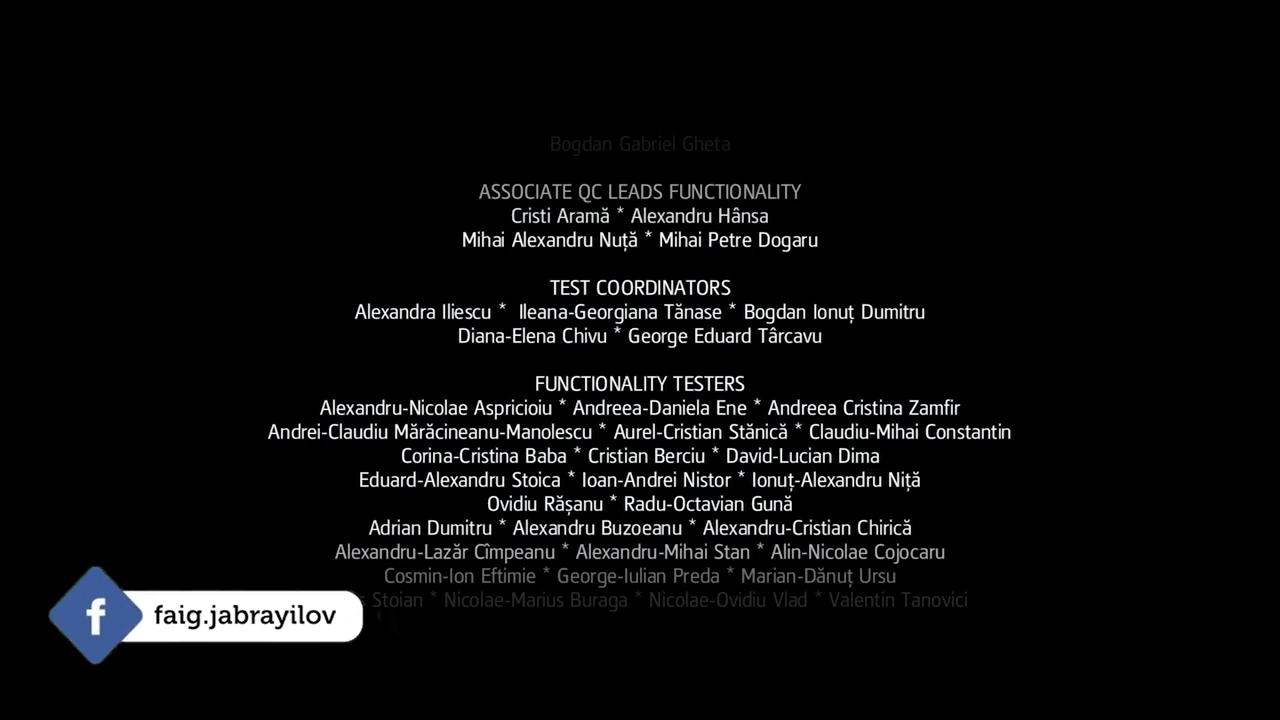 Bogdan Gabriel Gheta
ASSOCIATE QC LEADS FUNCTIONALITY
Cristi Aramă * Alexandru Hânsa
Mihai Alexandru Nuță * Mihai Petre Dogaru
TEST COORDINATORS
Alexandra Iliescu * Ileana-Georgiana Tănase * Bogdan Ionuț Dumitru
Diana-Elena Chivu * George Eduard Târcavu
FUNCTIONALITY TESTERS
Alexandru-Nicolae Aspricioiu * Andreea-Daniela Ene * Andreea Cristina Zamfir
Andrei-Claudiu Mărăcineanu-Manolescu * Aurel-Cristian Stănică * Claudiu-Mihai Constantin
Corina-Cristina Baba * Cristian Berciu * David-Lucian Dima
Eduard-Alexandru Stoica * Ioan-Andrei Nistor * Ionuț-Alexandru Niță
Ovidiu Rășanu * Radu-Octavian Gună
Adrian Dumitru * Alexandru Buzoeanu * Alexandru-Cristian Chirică
Alexandru-Lazăr Cîmpeanu * Alexandru-Mihai Stan * Alin-Nicolae Cojocaru
Cosmin-Ion Eftimie * George-Iulian Preda * Marian-Dănuț Ursu
Stoian * Nicolae-Marius Buraga * Nicolae-Ovidiu Vlad * Valentin Tanovici
f faig.jabrayilov